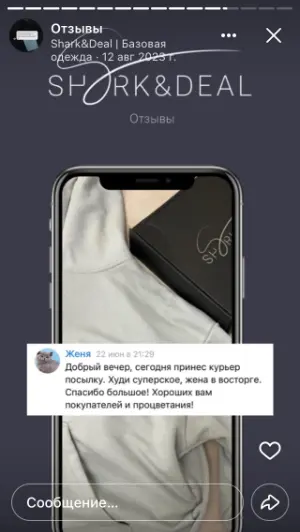 Отзывы
Shark&Deal | Базовая
одежда · 12 авг 2023 г.
SHARK&DEAL
Отзывы
SHARK
Женя 22 июн в 21:29
Добрый вечер, сегодня принес курьер
посылку. Худи суперское, жена в восторге.
Спасибо большое! Хороших вам
покупателей и процветания!
Сообщение...